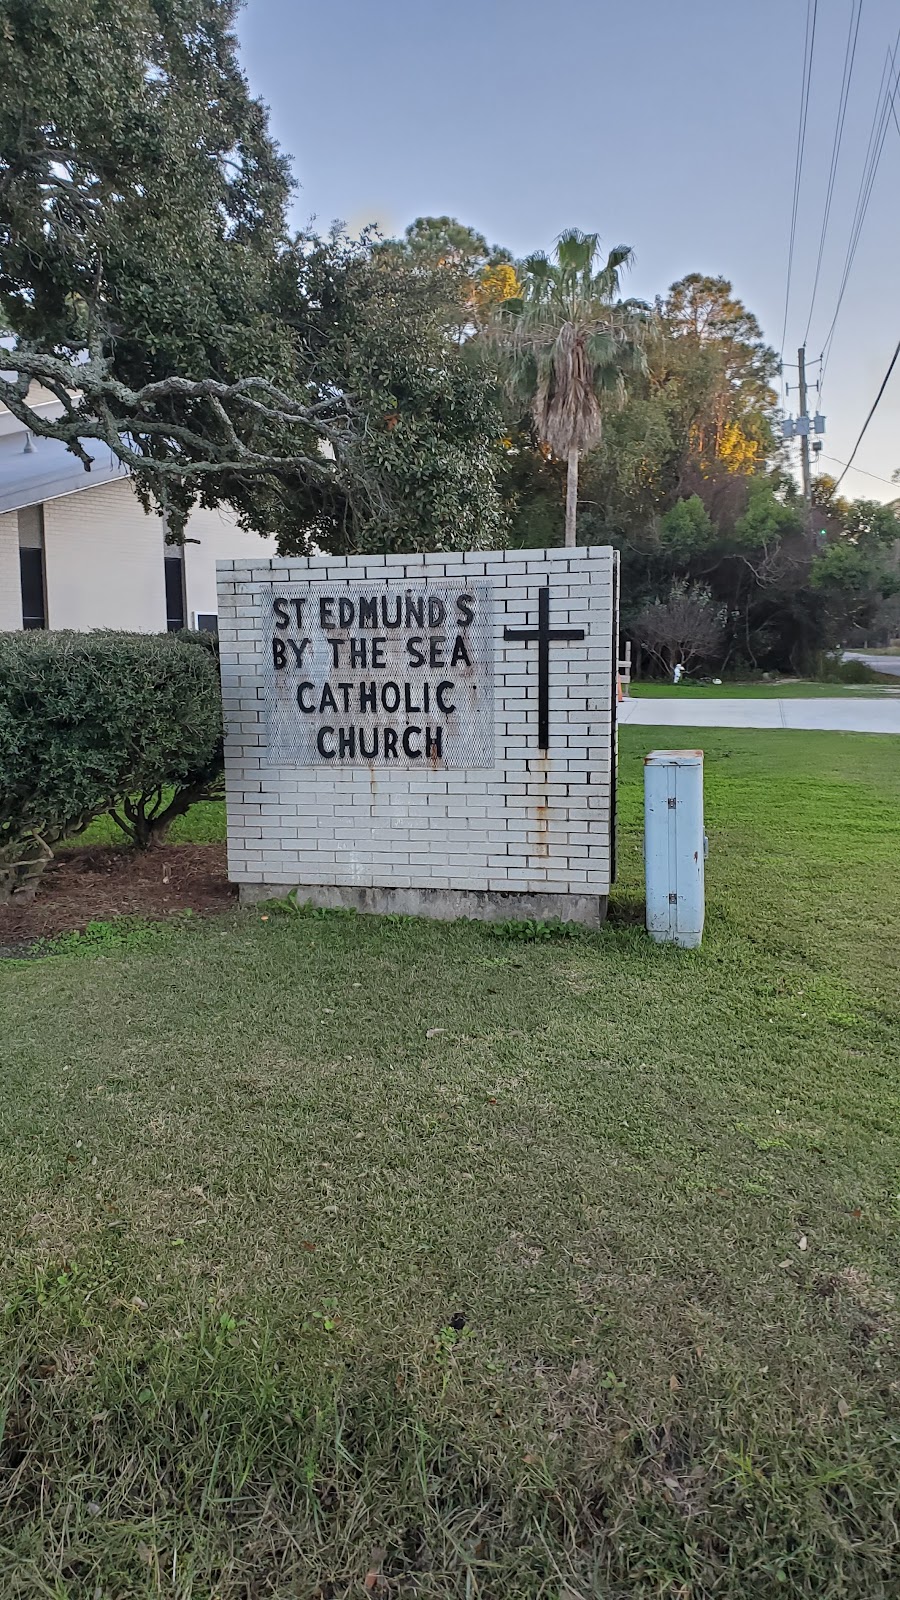 ST EDMUND S
BY THE SEA
CATHOLIC
CHURCH